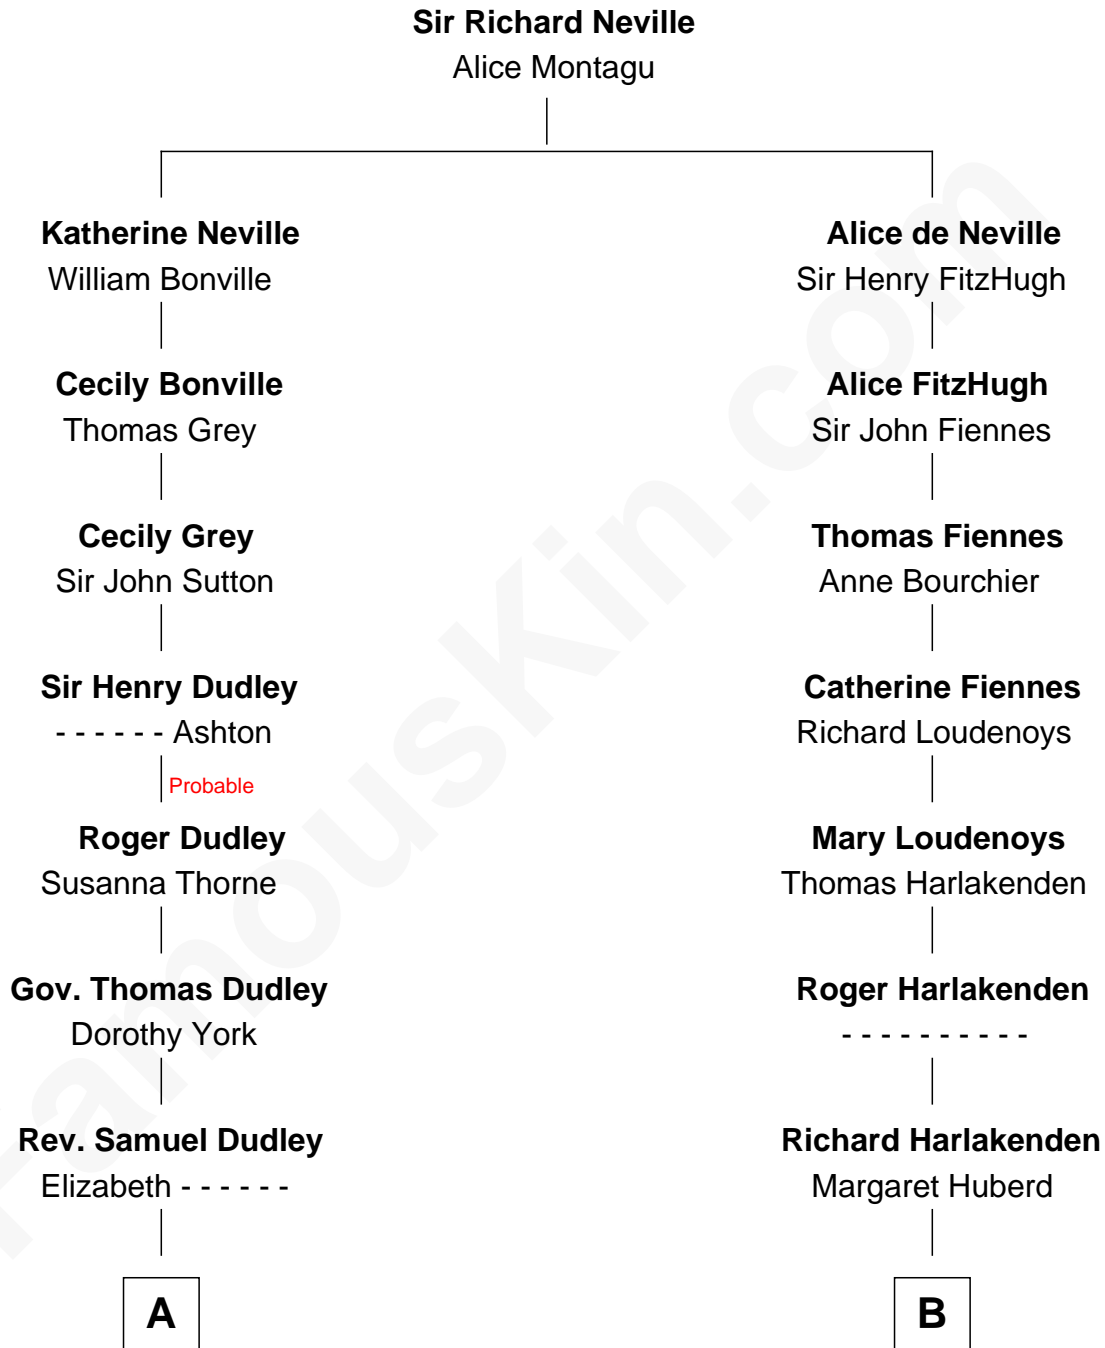 Sir Richard Neville
Alice Montagu
Katherine Neville
William Bonville
Cecily Bonville
Thomas Grey
Cecily Grey
Sir John Sutton
Sir Henry Dudley
- - - - - - Ashton
Probable
Roger Dudley
Susanna Thorne
Gov. Thomas Dudley
Dorothy York
Rev. Samuel Dudley
Elizabeth - - - - - -
A
Alice de Neville
Sir Henry FitzHugh
Alice FitzHugh
Sir John Fiennes
Thomas Fiennes
Anne Bourchier
Catherine Fiennes
Richard Loudenoys
Mary Loudenoys
Thomas Harlakenden
Roger Harlakenden
- - - - - - - - - -
Richard Harlakenden
Margaret Huberd
B
FamousKin.com